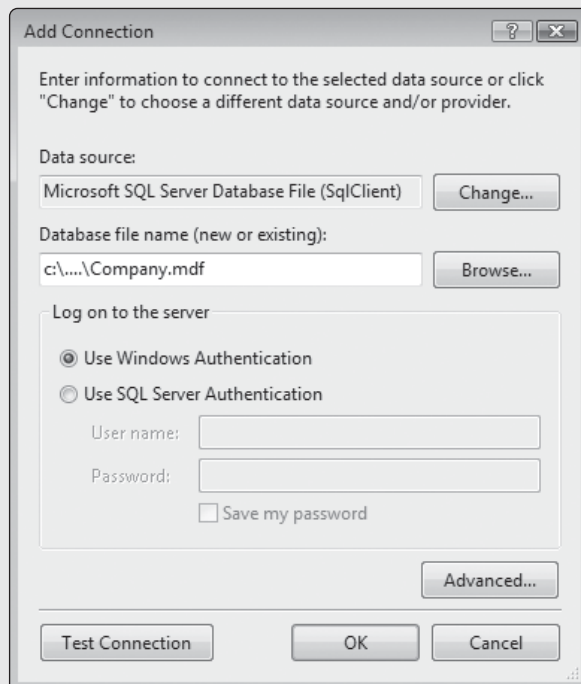 Add Connection
Enter information to connect to the selected data source or click
"Change" to choose a different data source and/or provider.
Data source:
Microsoft SQL Server Database File (SqlClient)
Change...
Database file name (new or existing):
c:\....\Company.mdf
Browse...
Log on to the server
Use Windows Authentication
Use SQL Server Authentication
User name:
Password:
Save my password
Advanced...
Test Connection
OK
Cancel